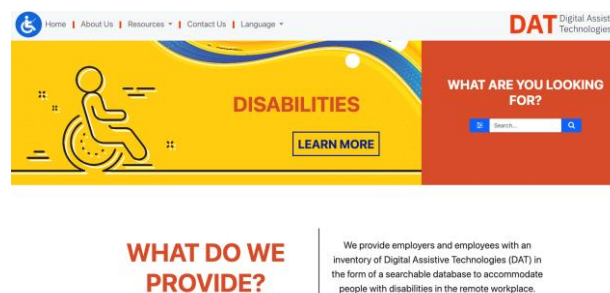 Home | About Us | Resources | Contact Us | Language
DAT Digital Assist
Technologies
DISABILITIES
LEARN MORE
WHAT ARE YOU LOOKING
FOR?
Search...
WHAT DO WE
PROVIDE?
We provide employers and employees with an
inventory of Digital Assistive Technologies (DAT) in
the form of a searchable database to accommodate
people with disabilities in the remote workplace.